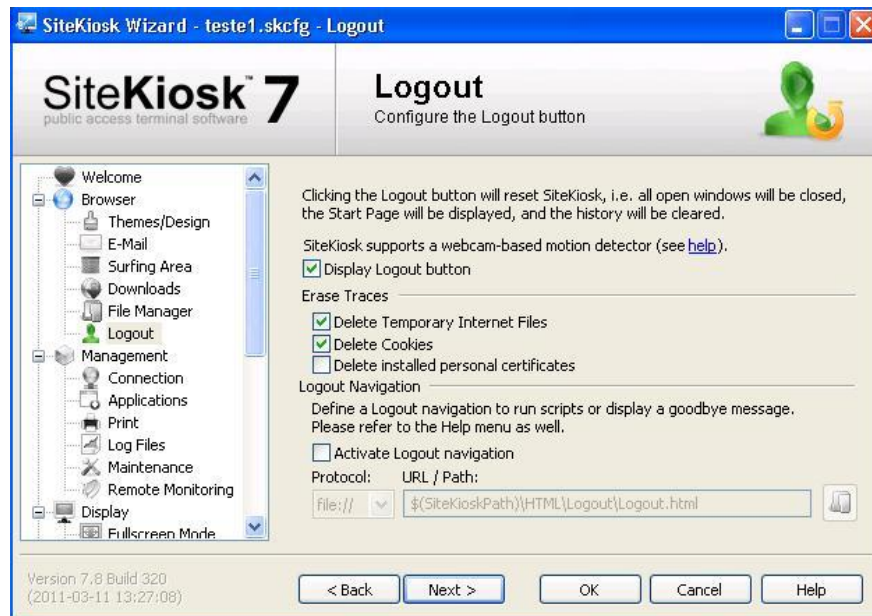 SiteKiosk Wizard - teste1.skcfg - Logout
SiteKiosk™ 7
public access terminal software
Logout
Configure the Logout button
Welcome
Browser
Themes/Design
E-Mail
Surfing Area
Downloads
File Manager
Logout
Management
Connection
Applications
Print
Log Files
Maintenance
Remote Monitoring
Display
Fullscreen Mode
Clicking the Logout button will reset SiteKiosk, i.e. all open windows will be closed,
the Start Page will be displayed, and the history will be cleared.
SiteKiosk supports a webcam-based motion detector (see help).
Display Logout button
Erase Traces
Delete Temporary Internet Files
Delete Cookies
Delete installed personal certificates
Logout Navigation
Define a Logout navigation to run scripts or display a goodbye message.
Please refer to the Help menu as well.
Activate Logout navigation
Protocol: URL / Path:
file:// $(SiteKioskPath)\HTML\Logout\Logout.html
Version 7.8 Build 320
(2011-03-11 13:27:08)
< Back Next > OK Cancel Help